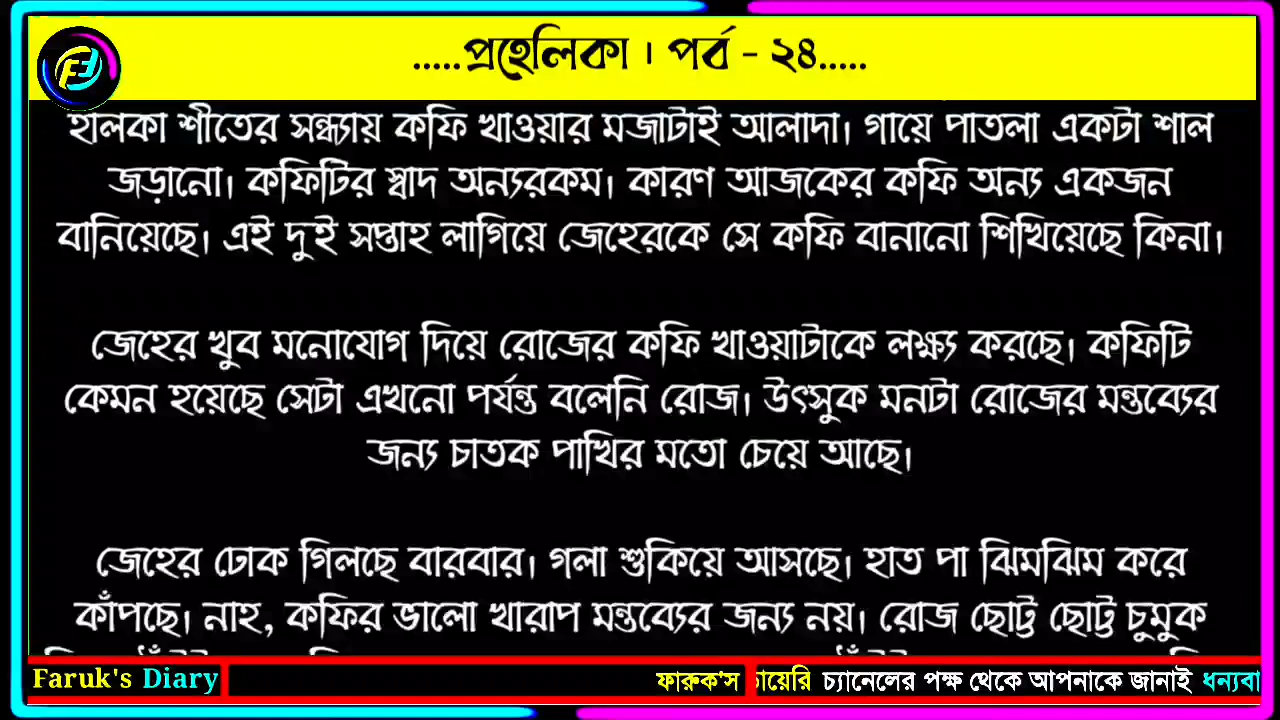 .....প্রহেলিকা । পর্ব - ২৪.....
হালকা শীতের সন্ধ্যায় কফি খাওয়ার মজাটাই আলাদা। গায়ে পাতলা একটা শাল
জড়ানো। কফিটির স্বাদ অন্যরকম। কারণ আজকের কফি অন্য একজন
বানিয়েছে। এই দুই সপ্তাহ লাগিয়ে জেহেরকে সে কফি বানানো শিখিয়েছে কিনা।
জেহের খুব মনোযোগ দিয়ে রোজের কফি খাওয়াটাকে লক্ষ্য করছে। কফিটি
কেমন হয়েছে সেটা এখনো পর্যন্ত বলেনি রোজ। উৎসুক মনটা রোজের মন্তব্যের
জন্য চাতক পাখির মতো চেয়ে আছে।
জেহের ঢোক গিলছে বারবার। গলা শুকিয়ে আসছে। হাত পা ঝিমঝিম করে
কাঁপছে। নাহ, কফির ভালো খারাপ মন্তব্যের জন্য নয়। রোজ ছোট্ট ছোট্ট চুমুক
Faruk's Diary ফারুক'স ডায়েরি চ্যানেলের পক্ষ থেকে আপনাকে জানাই